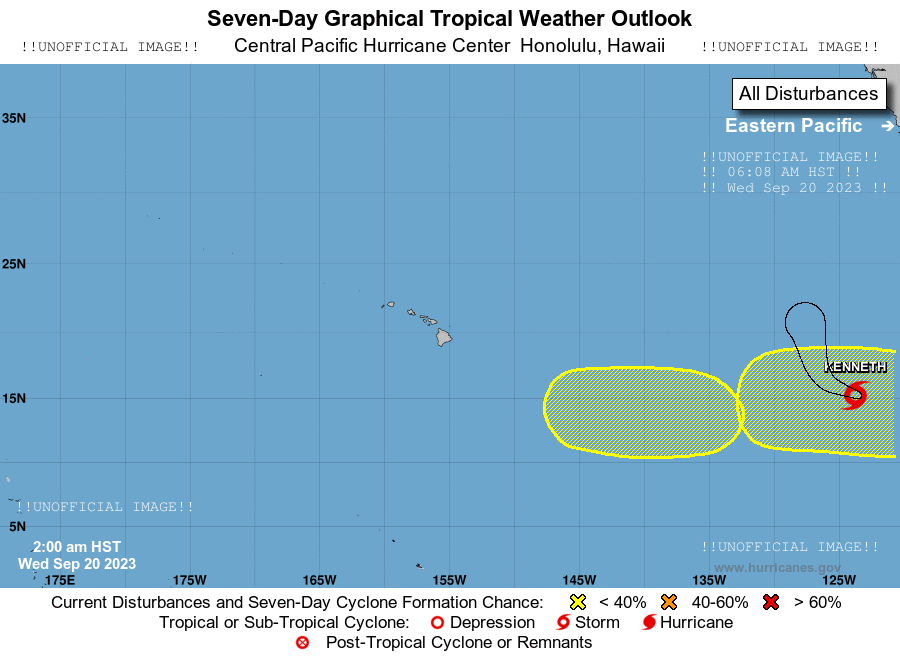 Seven-Day Graphical Tropical Weather Outlook
!!UNOFFICIAL IMAGE!! Central Pacific Hurricane Center Honolulu, Hawaii !!UNOFFICIAL IMAGE!!
All Disturbances
35N
Eastern Pacific ➔
!!UNOFFICIAL IMAGE!!
!! 06:08 AM HST !!
!! Wed Sep 20 2023 !!
25N
KENNETH
15N
!!UNOFFICIAL IMAGE!!
5N
2:00 am HST
Wed Sep 20 2023
!!UNOFFICIAL IMAGE!!
www.hurricanes.gov
175E 175W 165W 155W 145W 135W 125W
Current Disturbances and Seven-Day Cyclone Formation Chance: < 40% 40-60% > 60%
Tropical or Sub-Tropical Cyclone: Depression Storm Hurricane
Post-Tropical Cyclone or Remnants